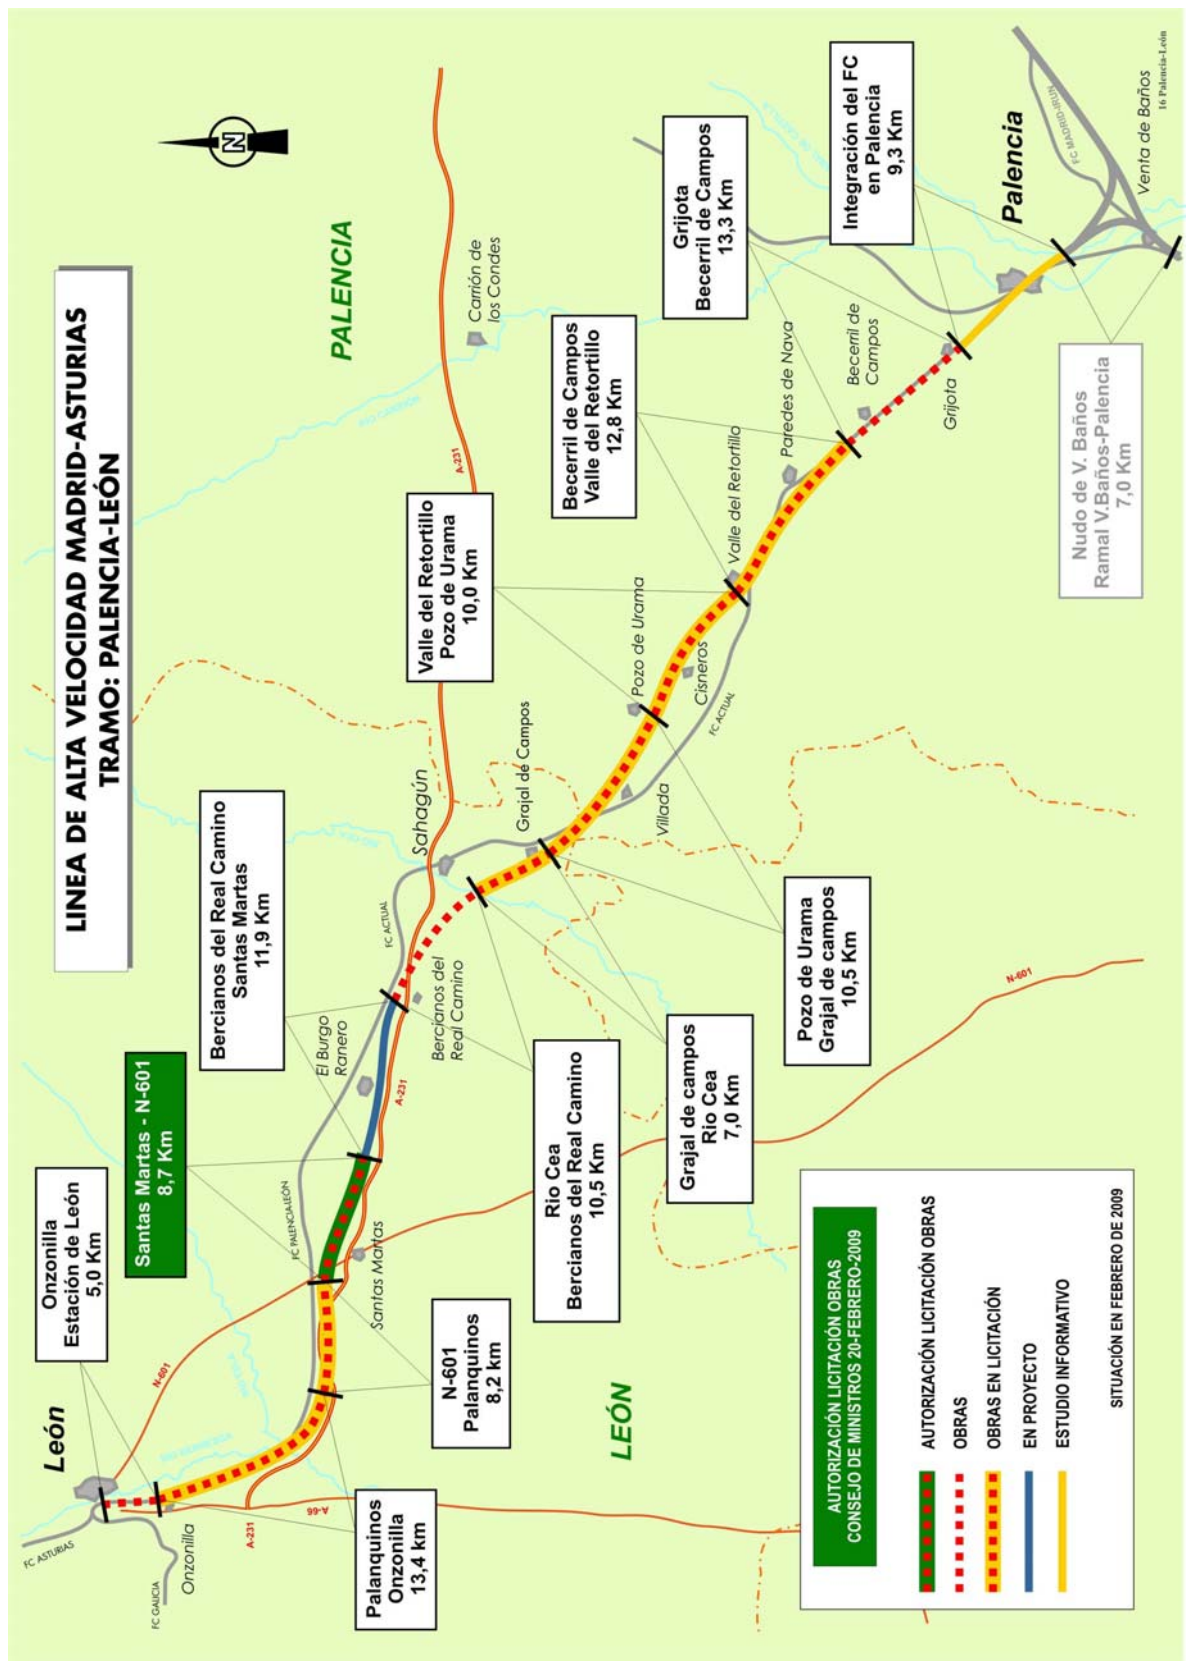 LINEA DE ALTA VELOCIDAD MADRID-ASTURIAS
TRAMO: PALENCIA-LEÓN
N
León
Onzonilla
Estación de León
5,0 Km
Santas Martas - N-601
8,7 Km
Bercianos del Real Camino
Santas Martas
11,9 Km
Valle del Retortillo
Pozo de Urama
10,0 Km
Becerril de Campos
Valle del Retortillo
12,8 Km
Grijota
Becerril de Campos
13,3 Km
Integración del FC
en Palencia
9,3 Km
PALENCIA
Carrión de
los Condes
RIO CARRIÓN
A-231
FC ASTURIAS
FC GALICIA
Onzonilla
N-601
A-231
A-66
FC PALENCIA-LEÓN
Santas Martas
El Burgo
Ranero
A-231
FC ACTUAL
Bercianos del
Real Camino
Sahagún
RIO CEA
Grajal de Campos
Villada
Pozo de Urama
Cisneros
FC ACTUAL
Valle del Retortillo
Paredes de Nava
Becerril de
Campos
Grijota
Palencia
FC MADRID-IRUN
Venta de Baños
16 Palencia-León
Palanquinos
Onzonilla
13,4 km
N-601
Palanquinos
8,2 km
Rio Cea
Bercianos del Real Camino
10,5 Km
Grajal de campos
Rio Cea
7,0 Km
Pozo de Urama
Grajal de campos
10,5 Km
Nudo de V. Baños
Ramal V.Baños-Palencia
7,0 Km
LEÓN
N-601
AUTORIZACIÓN LICITACIÓN OBRAS
CONSEJO DE MINISTROS 20-FEBRERO-2009
AUTORIZACIÓN LICITACIÓN OBRAS
OBRAS
OBRAS EN LICITACIÓN
EN PROYECTO
ESTUDIO INFORMATIVO
SITUACIÓN EN FEBRERO DE 2009